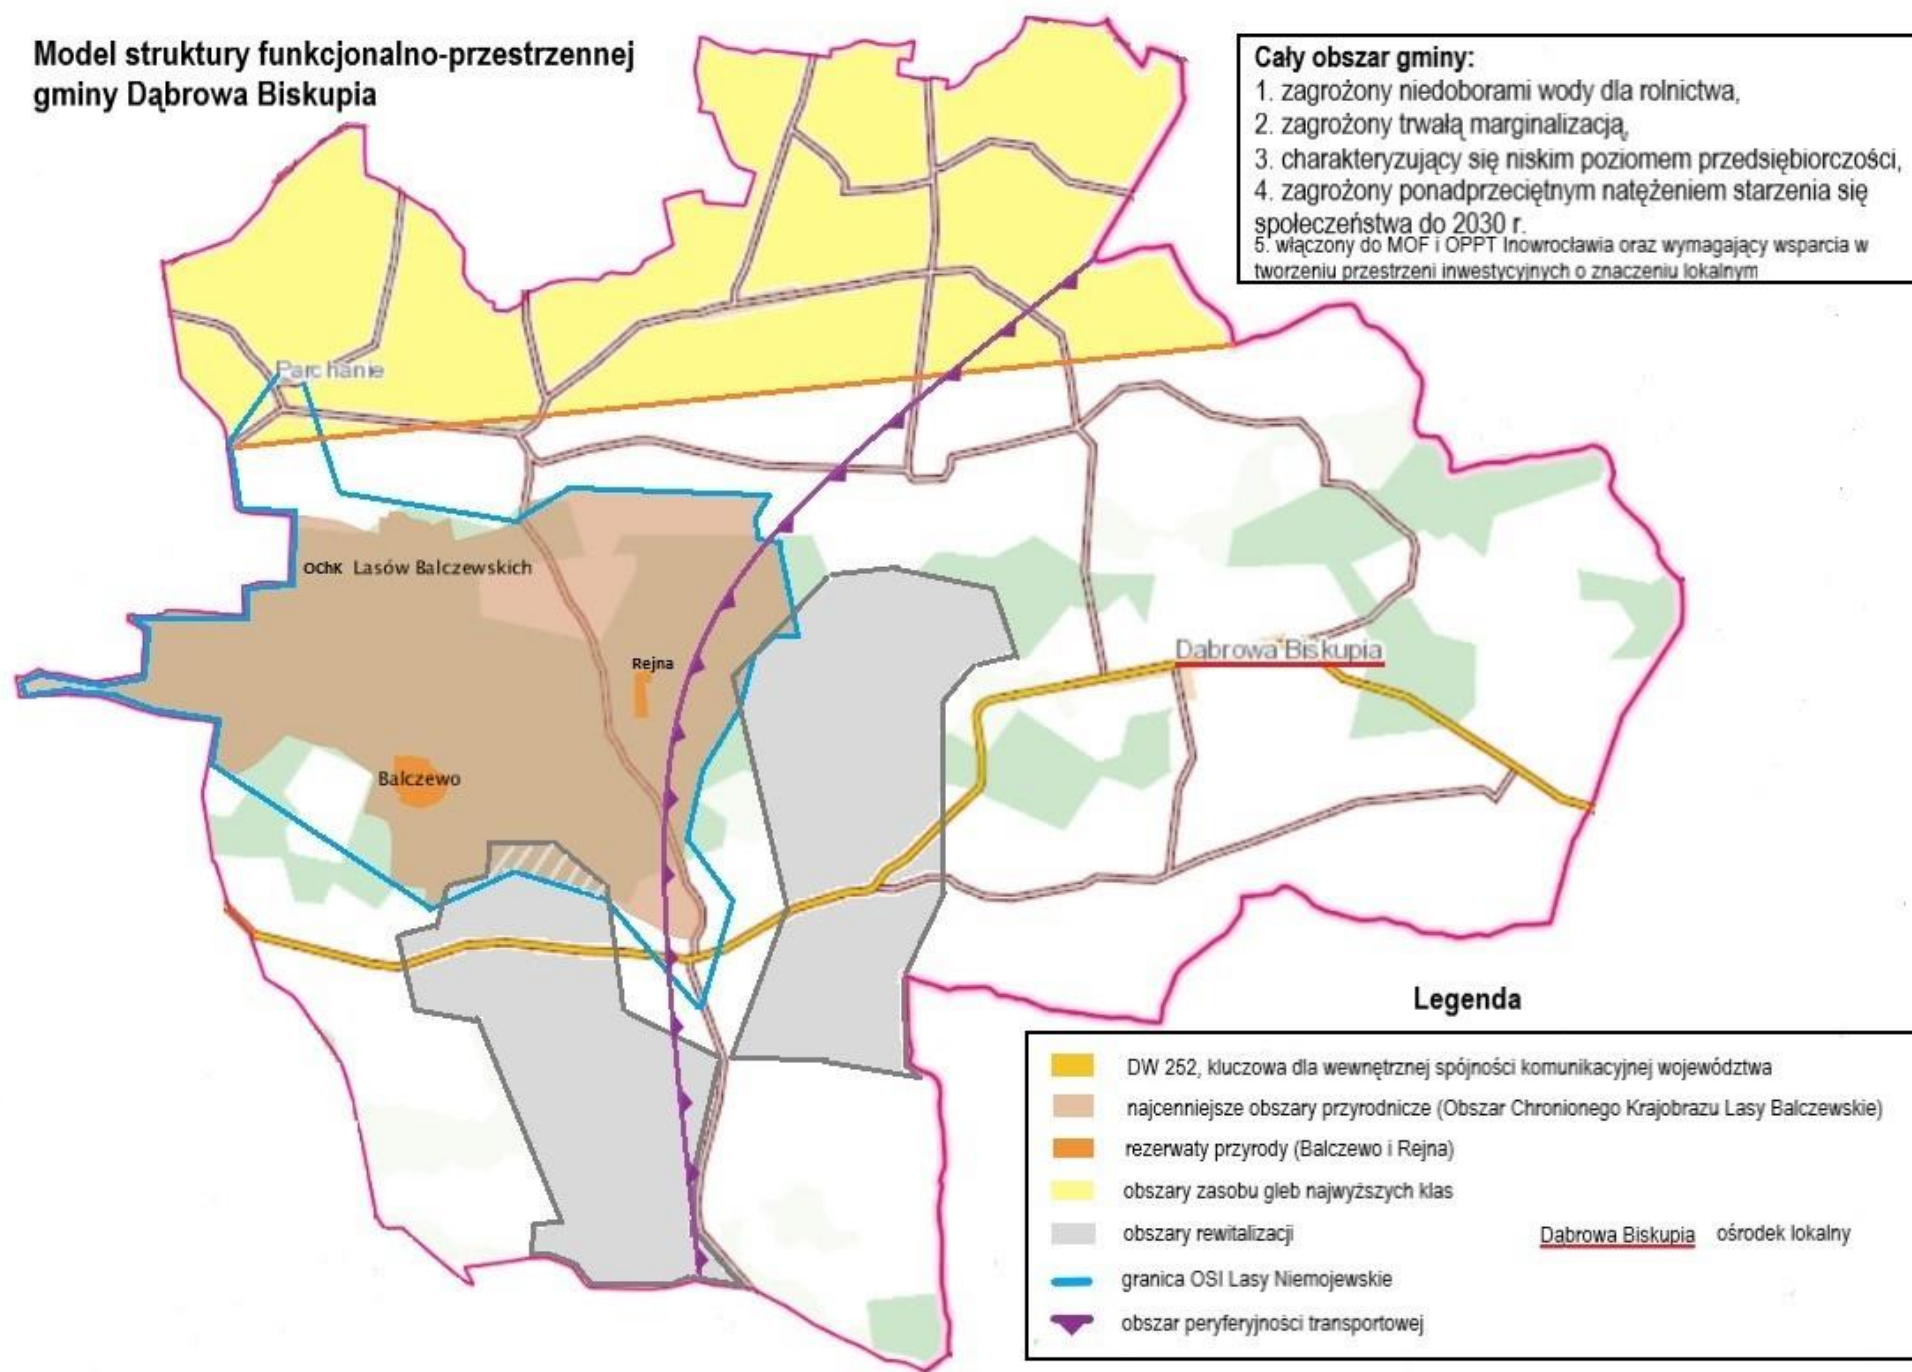 Model struktury funkcjonalno-przestrzennej
gminy Dąbrowa Biskupia
Cały obszar gminy:
1. zagrożony niedoborami wody dla rolnictwa,
2. zagrożony trwałą marginalizacją,
3. charakteryzujący się niskim poziomem przedsiębiorczości,
4. zagrożony ponadprzeciętnym natężeniem starzenia się
społeczeństwa do 2030 r.
5. włączony do MOF i OPPT Inowrocławia oraz wymagający wsparcia w
tworzeniu przestrzeni inwestycyjnych o znaczeniu lokalnym
Parchanie
OChK Lasów Balczewskich
Rejna
Dąbrowa Biskupia
Balczewo
Legenda
DW 252, kluczowa dla wewnętrznej spójności komunikacyjnej województwa
najcenniejsze obszary przyrodnicze (Obszar Chronionego Krajobrazu Lasy Balczewskie)
rezerwaty przyrody (Balczewo i Rejna)
obszary zasobu gleb najwyższych klas
obszary rewitalizacji
Dąbrowa Biskupia ośrodek lokalny
granica OSI Lasy Niemojewskie
obszar peryferyjności transportowej